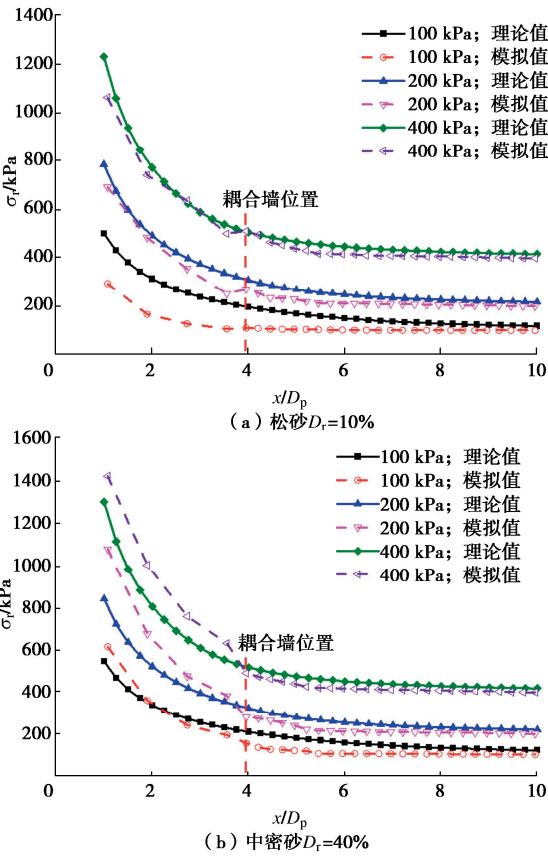 1400
1200
1000
800
600
400
200
0
2
4
6
8
10
σr/kPa
x/Dp
100 kPa；理论值
100 kPa；模拟值
200 kPa；理论值
200 kPa；模拟值
400 kPa；理论值
400 kPa；模拟值
耦合墙位置
（a）松砂Dr=10%
1600
1400
1200
1000
800
600
400
200
0
2
4
6
8
10
σr/kPa
x/Dp
100 kPa；理论值
100 kPa；模拟值
200 kPa；理论值
200 kPa；模拟值
400 kPa；理论值
400 kPa；模拟值
耦合墙位置
（b）中密砂Dr=40%